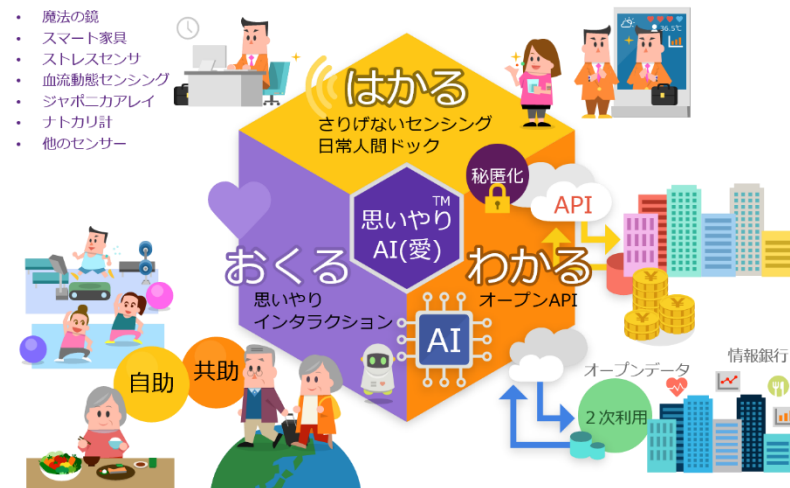 魔法の鏡
スマート家具
ストレスセンサ
血流動態センシング
ジャポニカアレイ
ナトカリ計
他のセンサー
36.5℃
はかる
さりげないセンシング
日常人間ドック
秘匿化
API
思いやり
TM
AI(愛)
おくる
思いやり
インタラクション
わかる
オープンAPI
AI
自助
共助
オープンデータ
情報銀行
2次利用